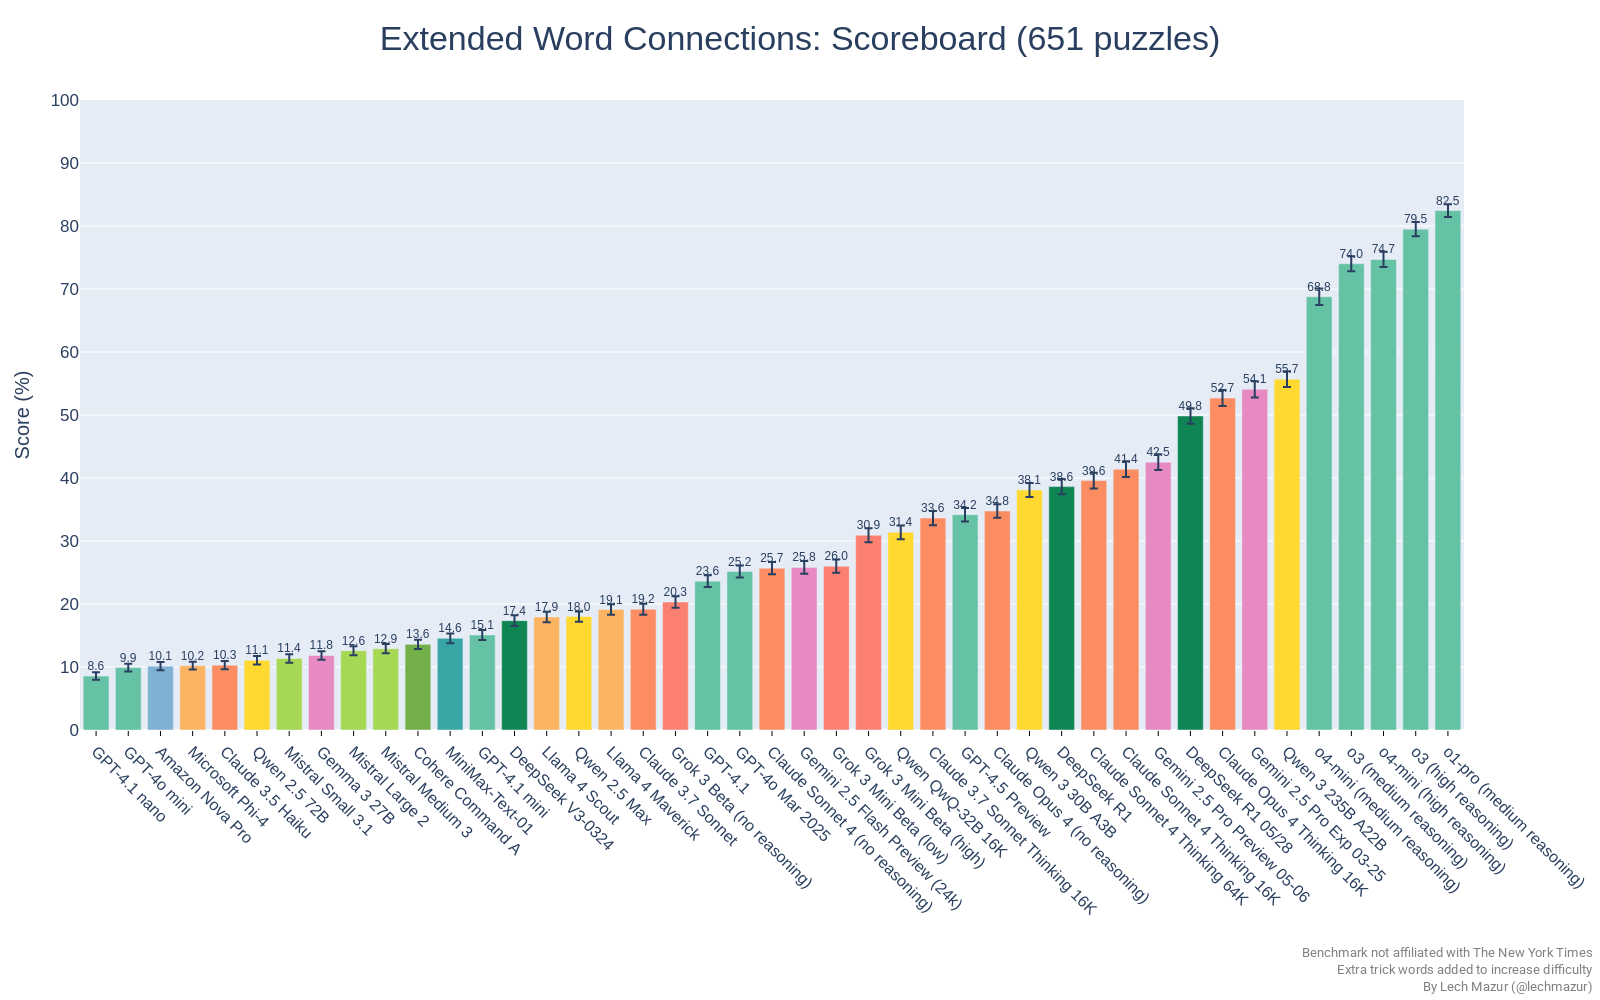 Extended Word Connections: Scoreboard (651 puzzles)
Score (%)
100
90
80
70
60
50
40
30
20
10
0
8.6
9.9
10.1
10.2
10.3
11.1
11.4
11.8
12.6
12.9
13.6
14.6
15.1
17.4
17.9
18.0
19.1
19.2
20.3
23.6
25.2
25.7
25.8
26.0
30.9
31.4
33.6
34.2
34.8
38.1
38.6
39.6
41.4
42.5
49.8
52.7
54.1
55.7
68.8
74.0
74.7
79.5
82.5
GPT-4.1 nano
GPT-4o mini
Amazon Nova Pro
Microsoft Phi-4
Claude 3.5 Haiku
Qwen 2.5 72B
Mistral Small 3.1
Gemma 3 27B
Mistral Large 2
Mistral Medium 3
Cohere Command A
MiniMax Text-01
GPT-4.1 mini
DeepSeek V3-0324
Llama 4 Scout
Qwen 2.5 Max
Llama 4 Maverick
Claude 3.7 Sonnet
Grok 3 Beta (no reasoning)
GPT-4.1
GPT-4o Mar 2025
Claude Sonnet 4 (no reasoning)
Gemini 2.5 Flash Preview (24k)
Grok 3 Mini Beta (low)
Grok 3 Mini Beta (high)
Qwen QwQ-32B 16K
Claude 3.7 Sonnet Thinking 16K
GPT-4.5 Preview
Claude Opus 4 (no reasoning)
Qwen 3 30B A3B
DeepSeek R1
Claude Sonnet 4 Thinking 64K
Claude Sonnet 4 Thinking 16K
Gemini 2.5 Pro Preview 05-06
DeepSeek R1 05/28
Claude Opus 4 Thinking 16K
Gemini 2.5 Pro Exp 03-25
Qwen 3 235B A22B
o4-mini (medium reasoning)
o3 (medium reasoning)
o4-mini (high reasoning)
o3 (high reasoning)
o1-pro (medium reasoning)
Benchmark not affiliated with The New York Times
Extra trick words added to increase difficulty
By Lech Mazur (@lechmazur)